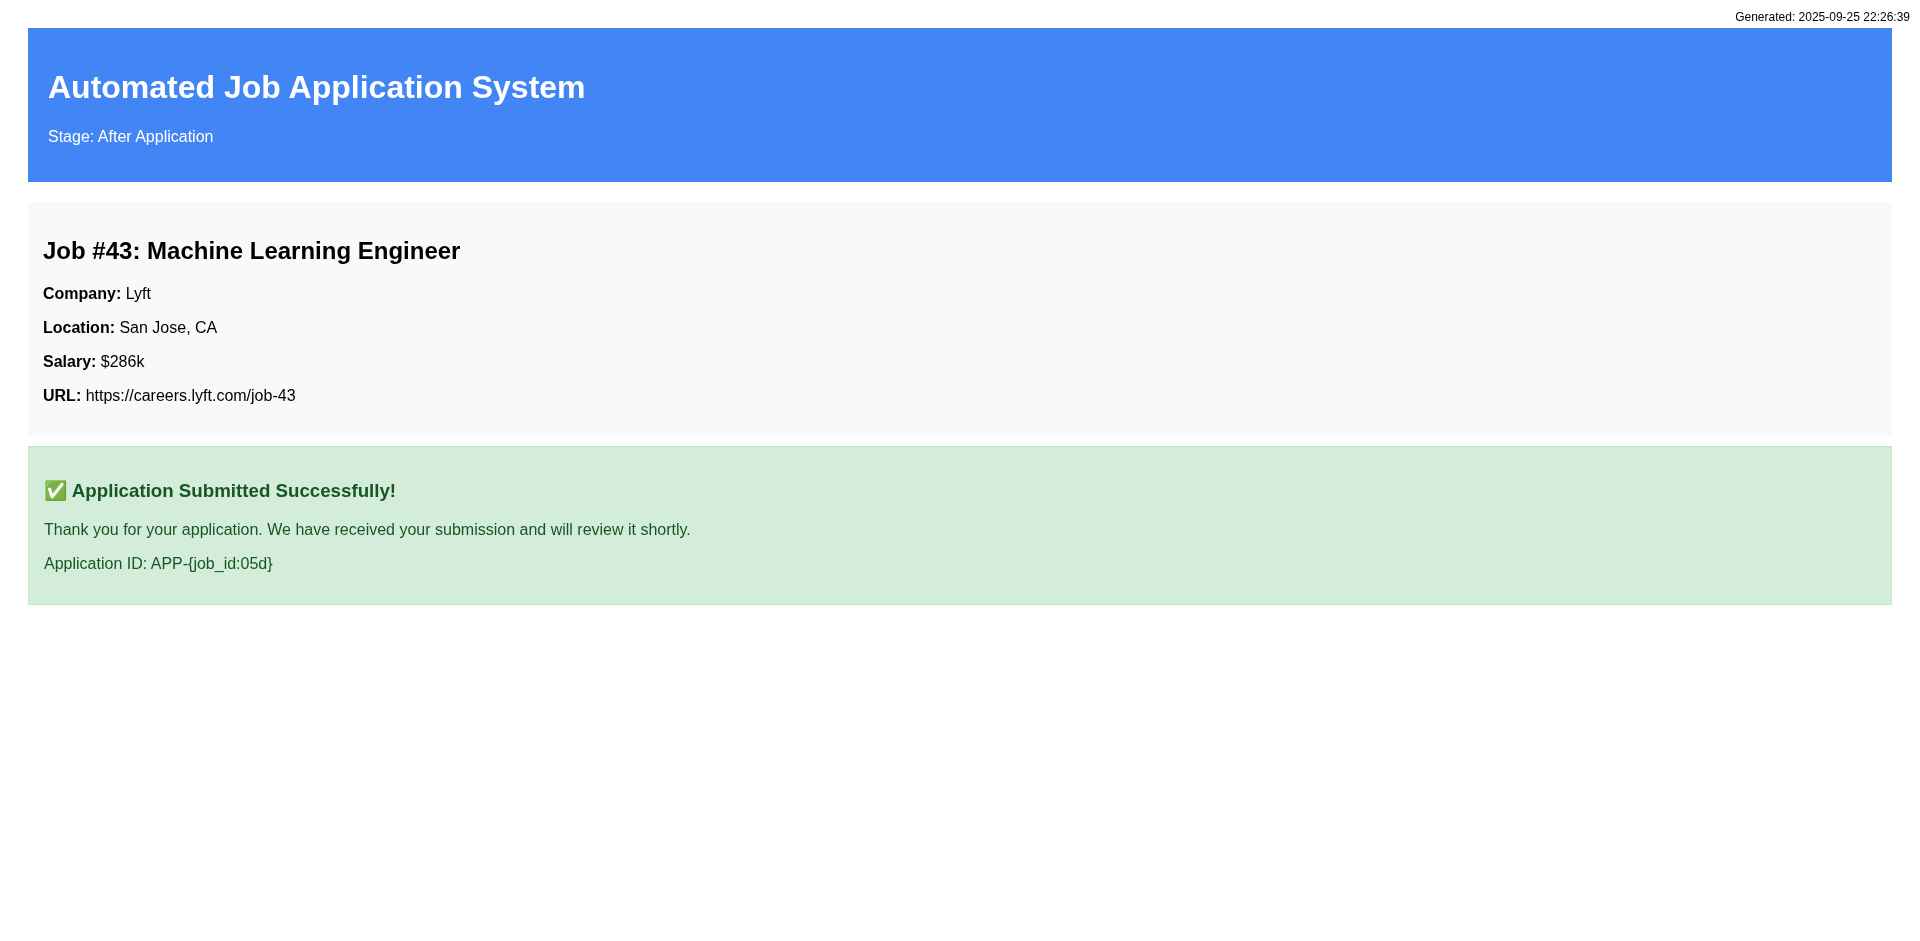 Generated: 2025-09-25 22:26:39
Automated Job Application System
Stage: After Application
Job #43: Machine Learning Engineer
Company: Lyft
Location: San Jose, CA
Salary: $286k
URL: https://careers.lyft.com/job-43
✅ Application Submitted Successfully!
Thank you for your application. We have received your submission and will review it shortly.
Application ID: APP-{job_id:05d}